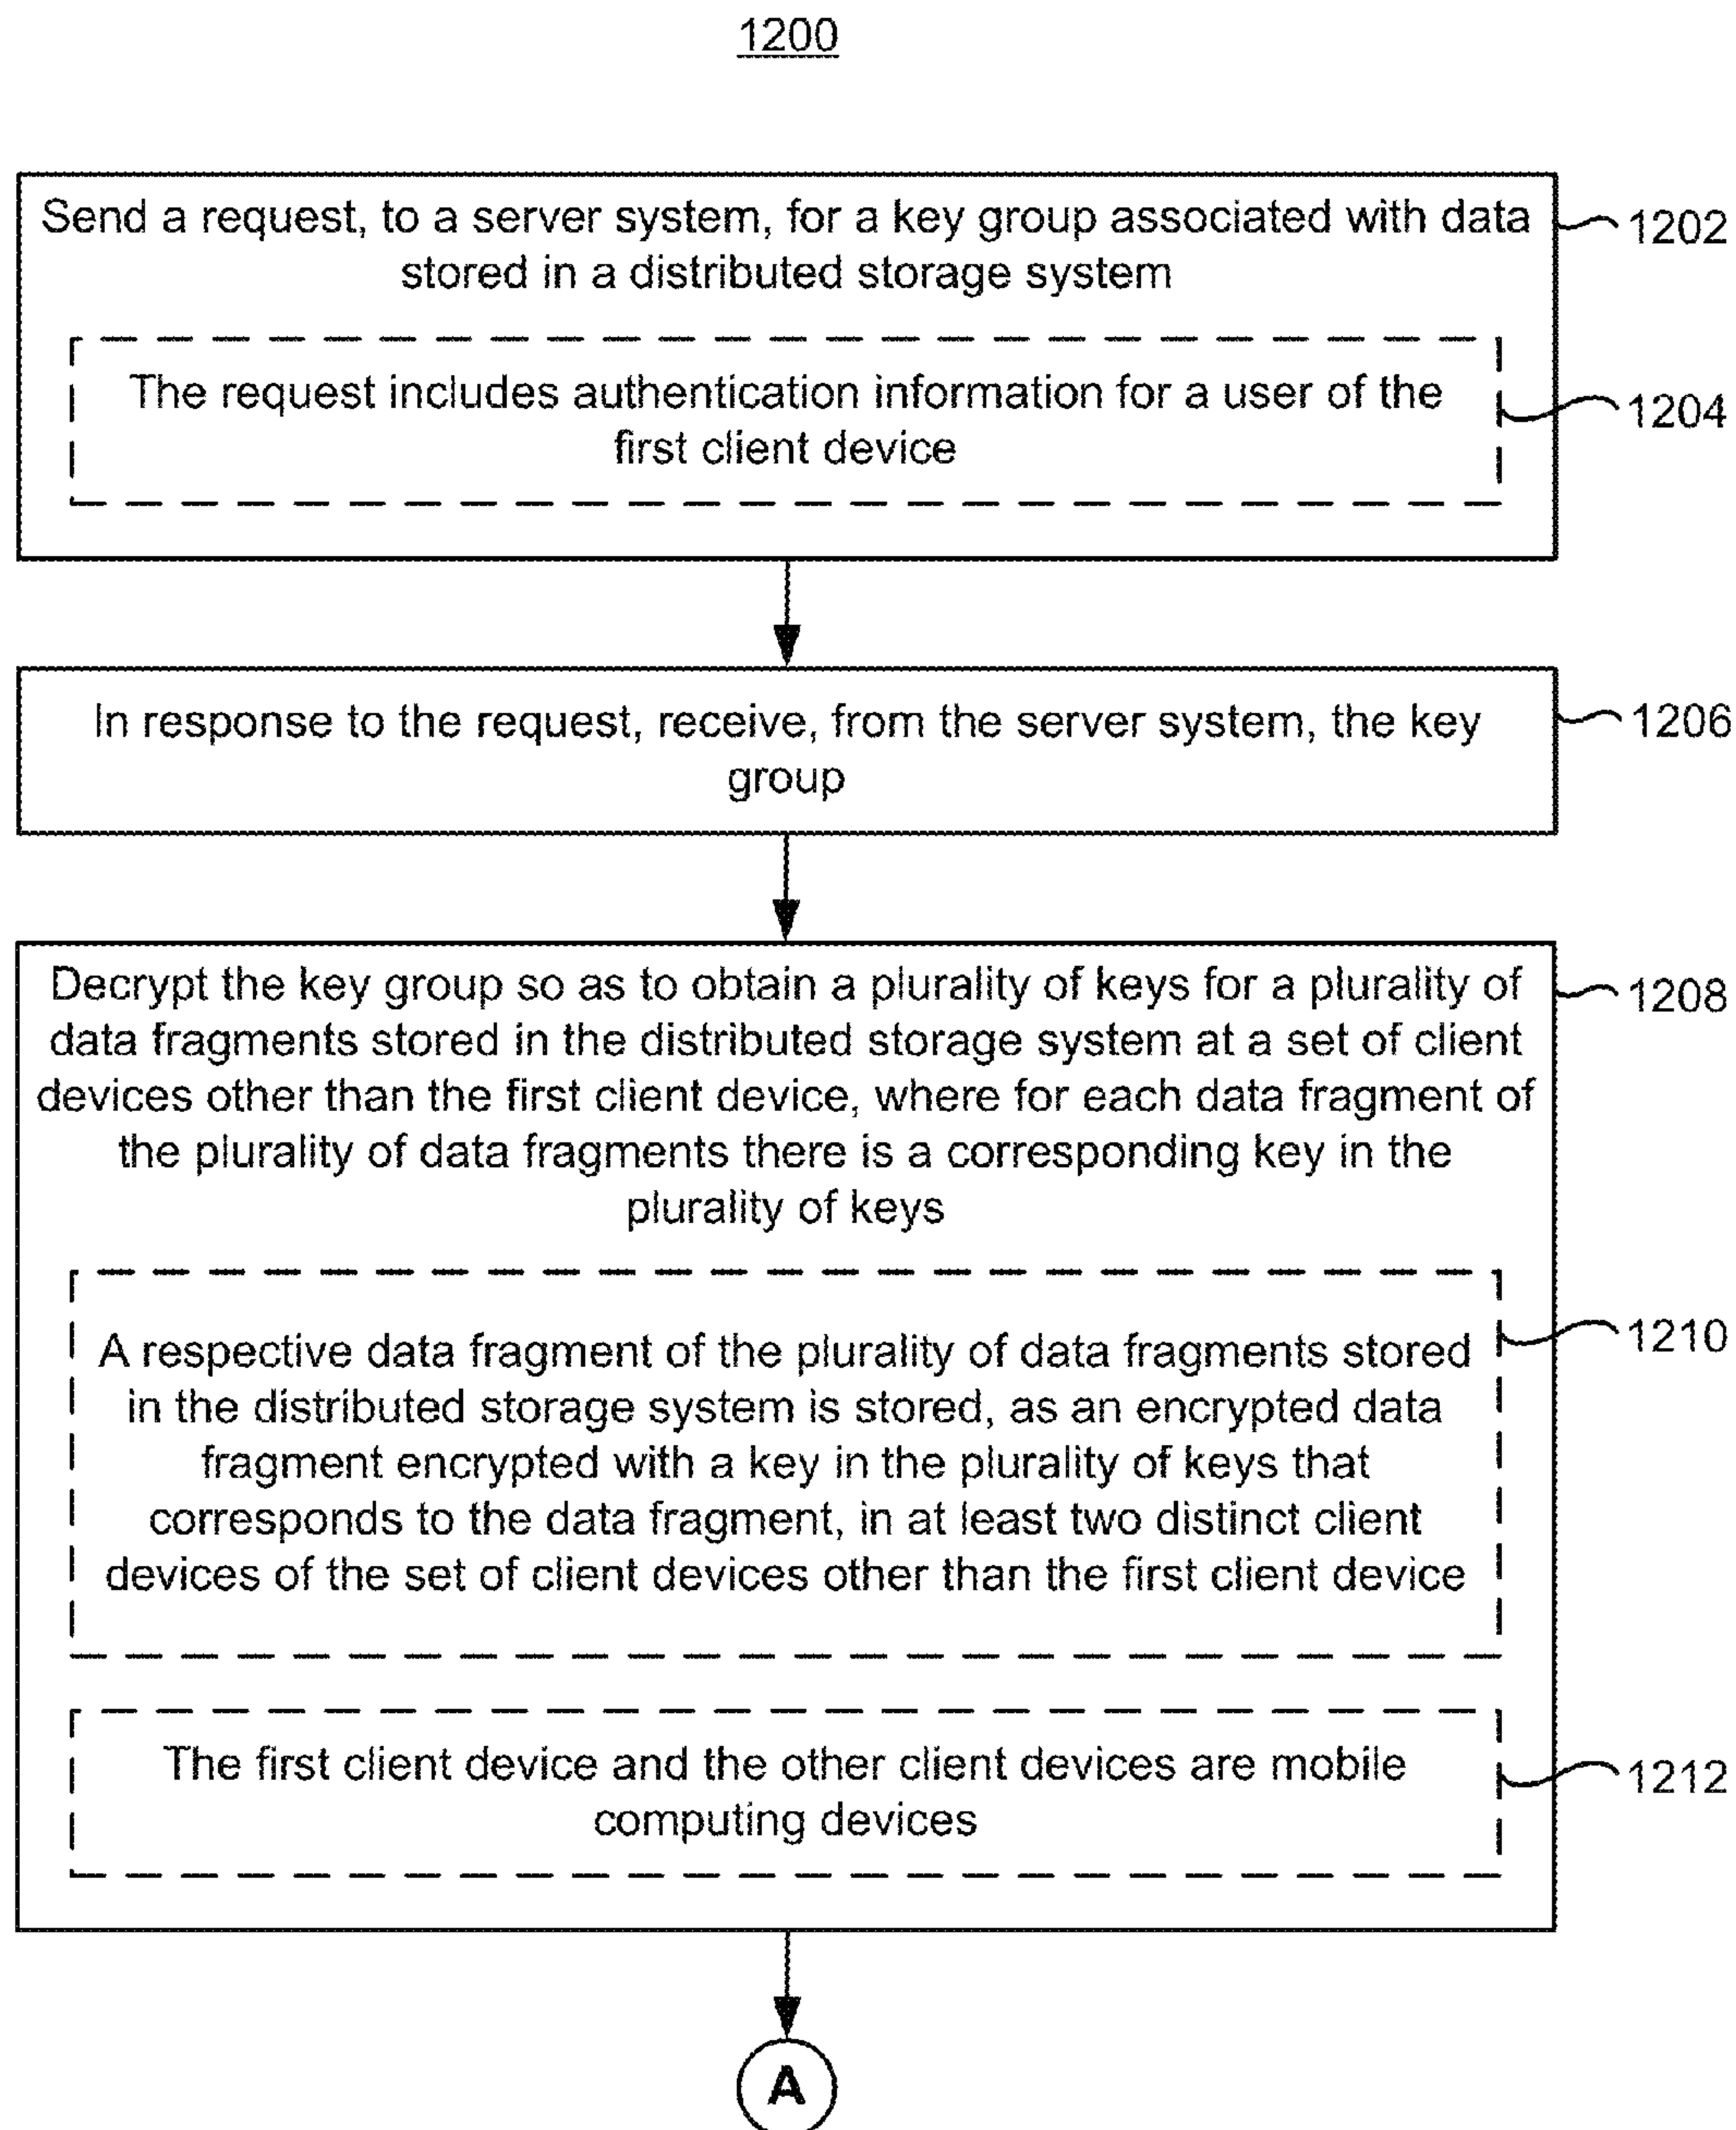 1200
Send a request, to a server system, for a key group associated with data
stored in a distributed storage system
1202
The request includes authentication information for a user of the
first client device
1204
In response to the request, receive, from the server system, the key
group
1206
Decrypt the key group so as to obtain a plurality of keys for a plurality of
data fragments stored in the distributed storage system at a set of client
devices other than the first client device, where for each data fragment of
the plurality of data fragments there is a corresponding key in the
plurality of keys
1208
A respective data fragment of the plurality of data fragments stored
in the distributed storage system is stored, as an encrypted data
fragment encrypted with a key in the plurality of keys that
corresponds to the data fragment, in at least two distinct client
devices of the set of client devices other than the first client device
1210
The first client device and the other client devices are mobile
computing devices
1212
A